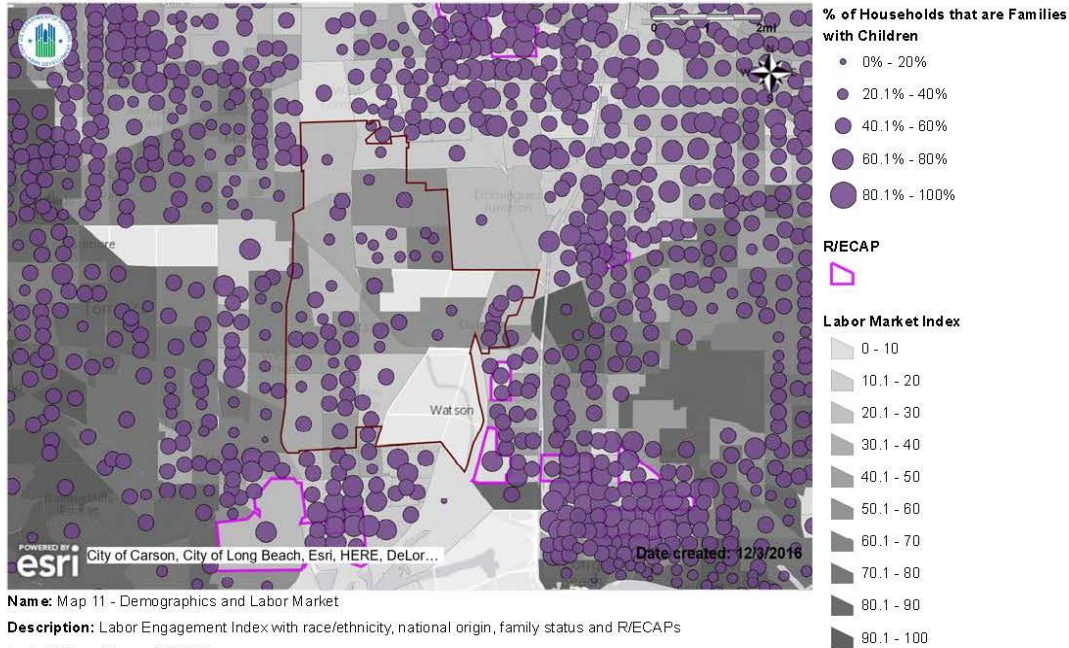 0 1 2mi
N
Dominguez
Junction
Watson
POWERED BY
esri
City of Carson, City of Long Beach, Esri, HERE, DeLor...
Date created: 12/3/2016
Name: Map 11 - Demographics and Labor Market
Description: Labor Engagement Index with race/ethnicity, national origin, family status and R/ECAPs
% of Households that are Families
with Children
0% - 20%
20.1% - 40%
40.1% - 60%
60.1% - 80%
80.1% - 100%
R/ECAP
Labor Market Index
0 - 10
10.1 - 20
20.1 - 30
30.1 - 40
40.1 - 50
50.1 - 60
60.1 - 70
70.1 - 80
80.1 - 90
90.1 - 100